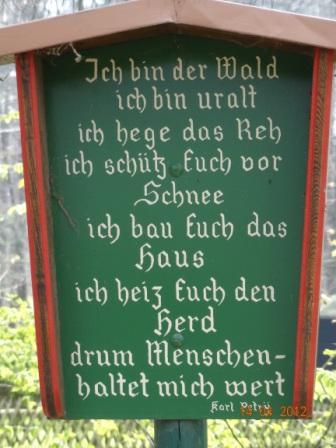 Ich bin der Wald
ich bin uralt
ich hege das Reh
ich schütz Euch vor
Schnee
ich bau Euch das
Haus
ich heiz Euch den
Herd
drum Menschen-
haltet mich wert
Karl Petry
2012